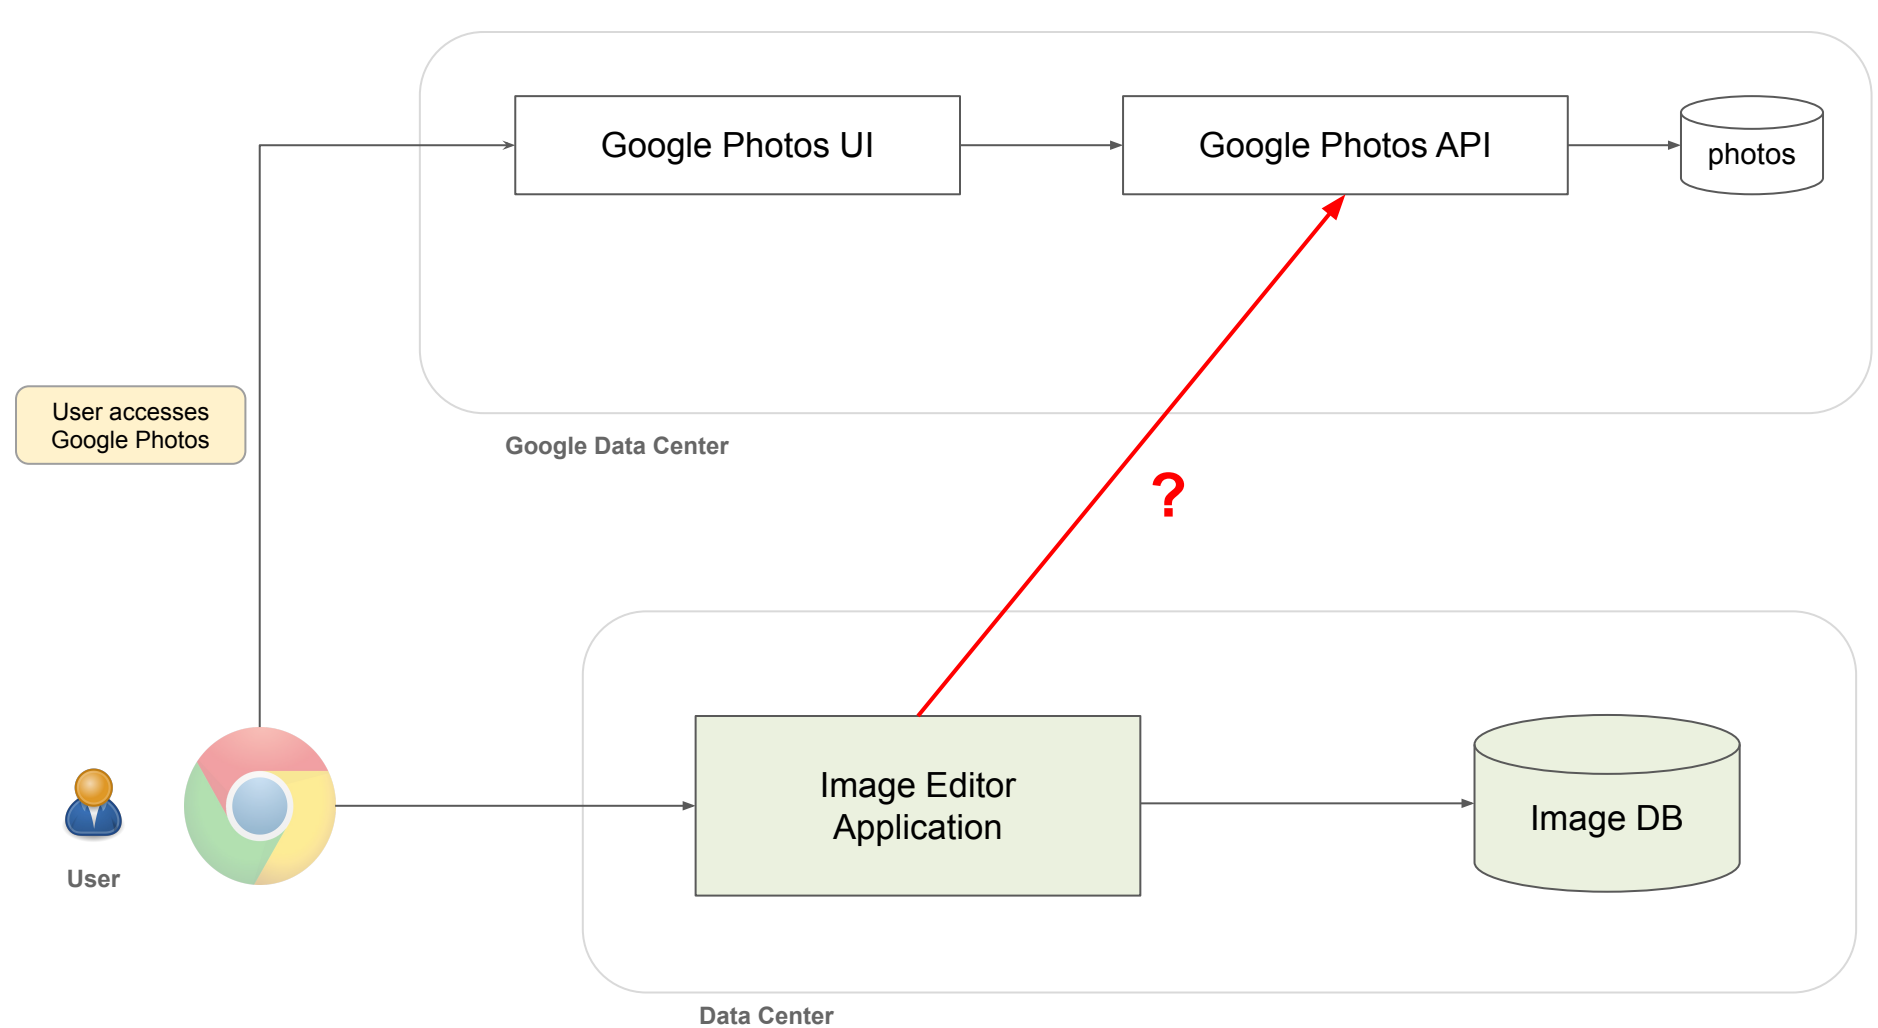 Google Photos UI
Google Photos API
photos
User accesses
Google Photos
Google Data Center
?
Image Editor
Application
Image DB
User
Data Center